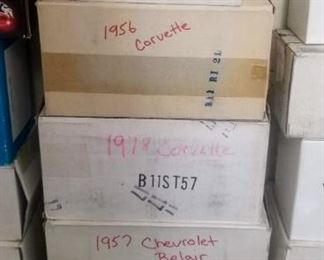 1956
Corvette
1978 Corvette
B11ST57
1957 Chevrolet
Belair